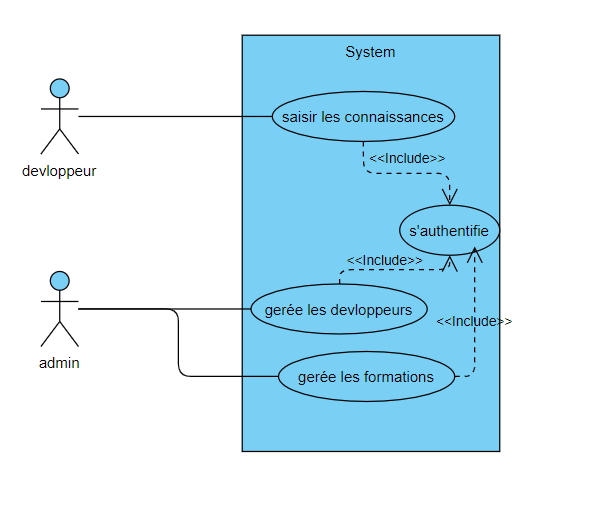 System
saisir les connaissances
<<Include>>
devloppeur
s'authentifie
<<Include>>
gerée les devloppeurs
<<Include>>
admin
gerée les formations